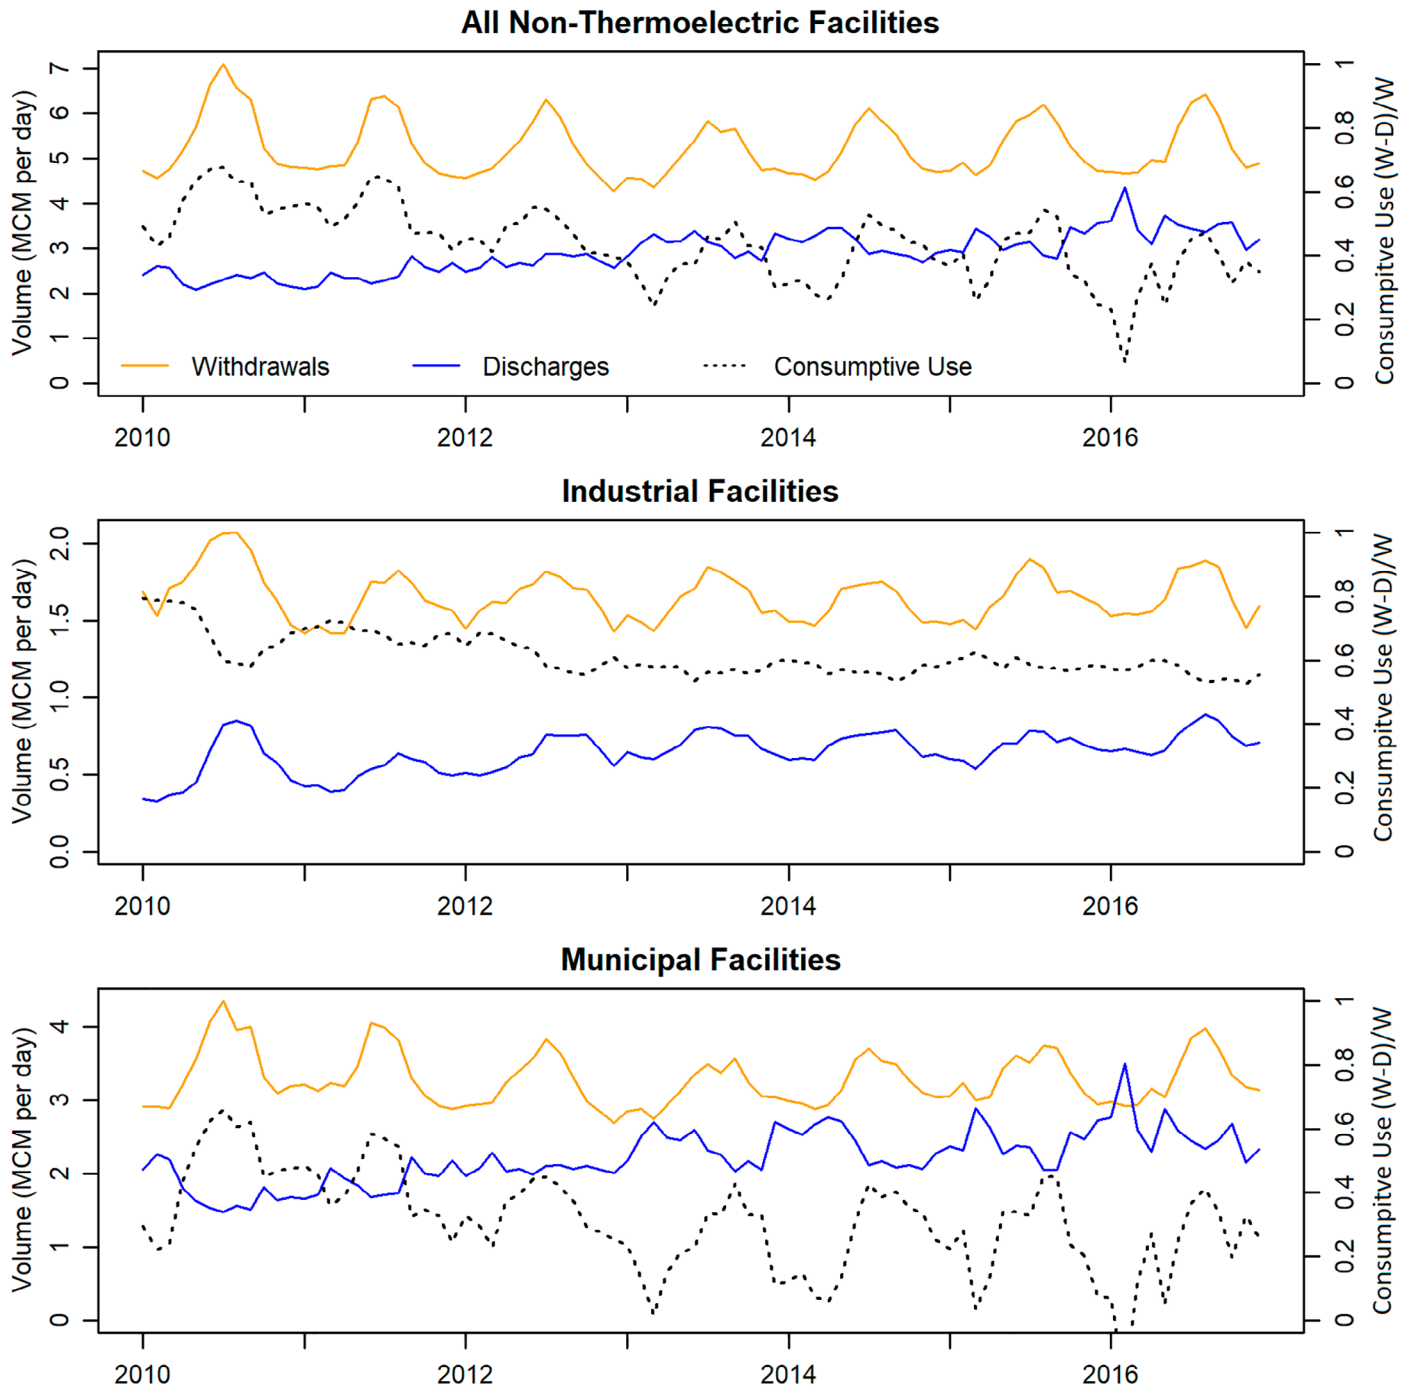 All Non-Thermoelectric Facilities
Volume (MCM per day)
0 1 2 3 4 5 6 7
Withdrawals Discharges Consumptive Use
0 0.2 0.4 0.6 0.8 1
Consumpitve Use (W-D)/W
2010 2012 2014 2016
Industrial Facilities
Volume (MCM per day)
0.0 0.5 1.0 1.5 2.0
0 0.2 0.4 0.6 0.8 1
Consumpitve Use (W-D)/W
2010 2012 2014 2016
Municipal Facilities
Volume (MCM per day)
0 1 2 3 4
0 0.2 0.4 0.6 0.8 1
Consumpitve Use (W-D)/W
2010 2012 2014 2016